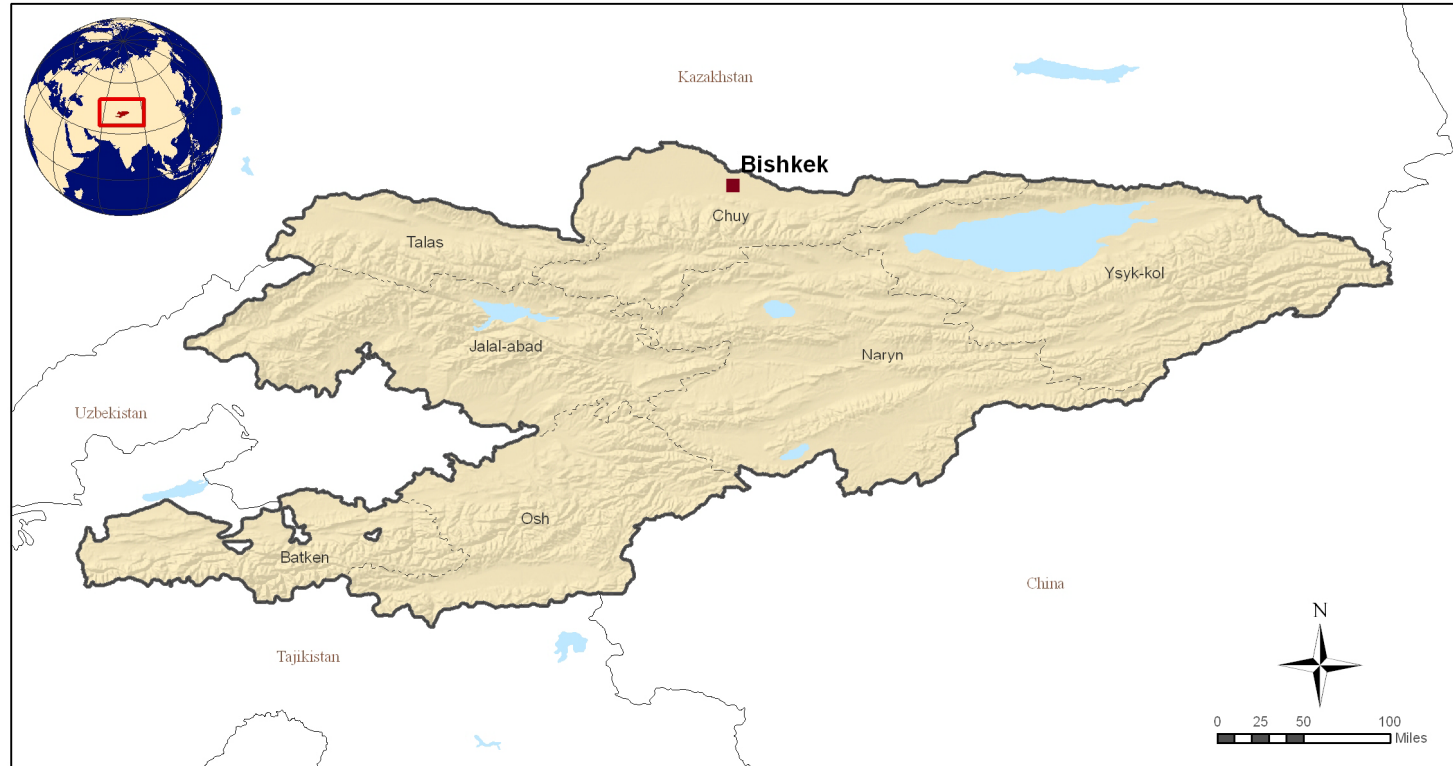 Kazakhstan
Bishkek
Chuy
Talas
Ysyk-kol
Jalal-abad
Naryn
Uzbekistan
Osh
Batken
China
Tajikistan
N
0 25 50 100
Miles